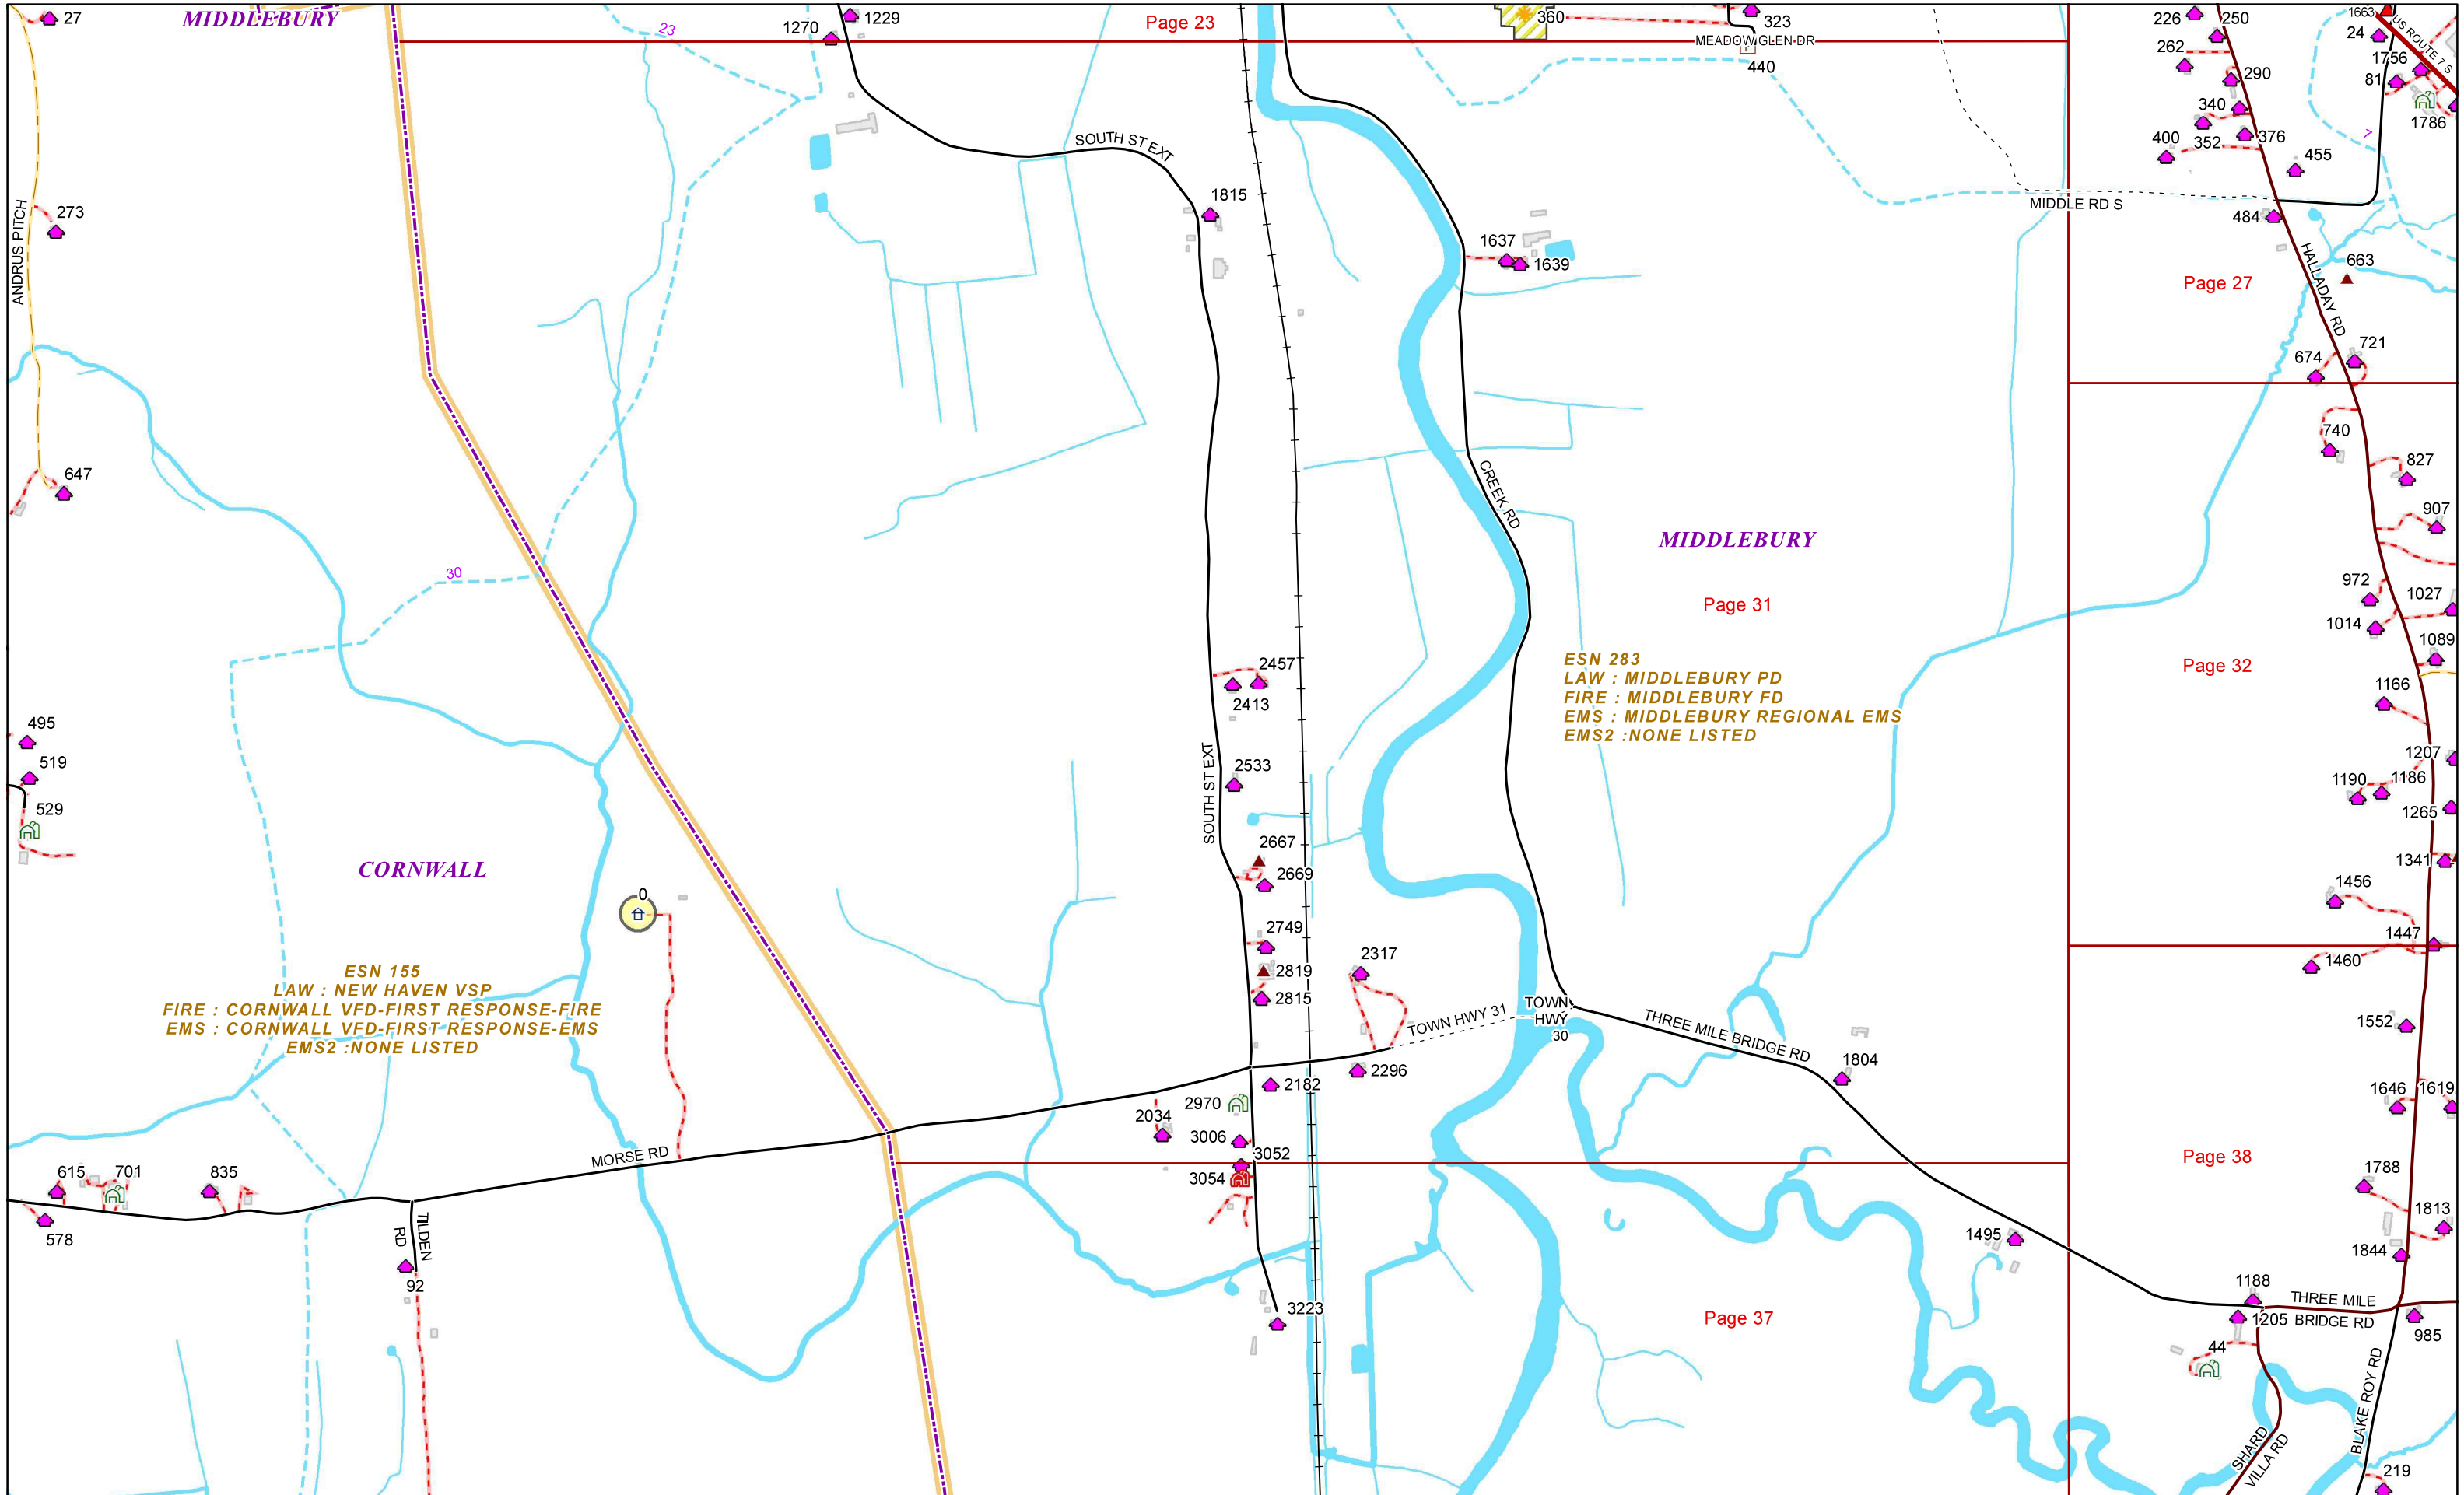 27
MIDDLEBURY
23
1270
1229
Page 23
360
323
MEADOW GLEN DR
440
226
250
262
290
340
352
376
400
455
1663
24
US ROUTE 7 S
1756
81
1786
7
SOUTH ST EXT
1815
ANDRUS PITCH
273
1637
1639
MIDDLE RD S
484
HALLADAY RD
663
Page 27
674
721
740
827
647
CREEK RD
907
MIDDLEBURY
30
Page 31
972
1027
1014
1089
ESN 283
LAW : MIDDLEBURY PD
FIRE : MIDDLEBURY FD
EMS : MIDDLEBURY REGIONAL EMS
EMS2 :NONE LISTED
Page 32
2457
2413
1166
495
519
529
SOUTH ST EXT
2533
1207
1190
1186
1265
2667
2669
1341
CORNWALL
0
1456
2749
2317
1447
1460
2819
2815
ESN 155
LAW : NEW HAVEN VSP
FIRE : CORNWALL VFD-FIRST RESPONSE-FIRE
EMS : CORNWALL VFD-FIRST RESPONSE-EMS
EMS2 :NONE LISTED
TOWN HWY 31
TOWN
HWY
30
THREE MILE BRIDGE RD
1552
1804
2296
2182
2970
2034
3006
3052
3054
1646
1619
MORSE RD
Page 38
615
701
835
578
TILDEN
RD
92
1788
1813
1495
1844
3223
Page 37
1188
THREE MILE
BRIDGE RD
1205
985
44
BLAKE ROY RD
SHARD
VILLA RD
219